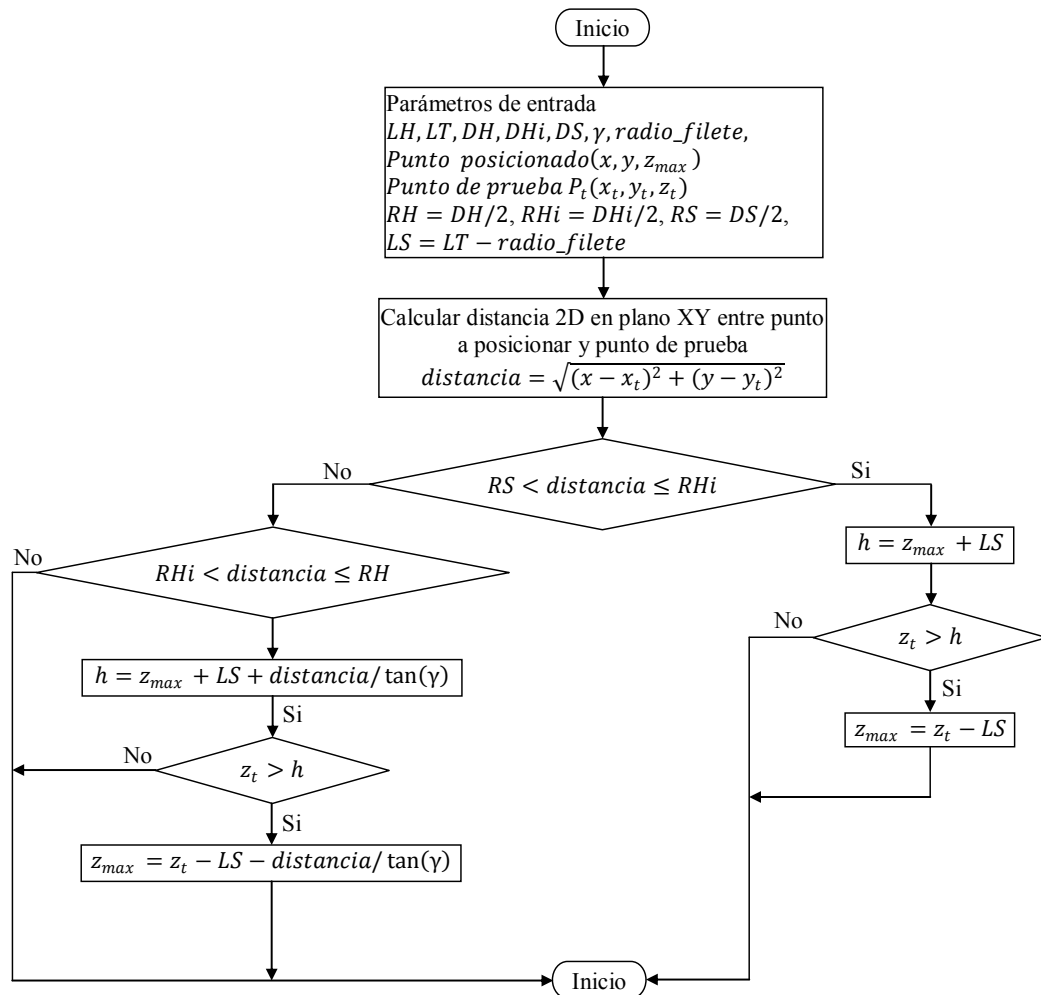 Inicio
Parámetros de entrada
LH, LT, DH, DHi, DS, γ, radio_filete,
Punto posicionado(x, y, z_max)
Punto de prueba P_t(x_t, y_t, z_t)
RH = DH/2, RHi = DHi/2, RS = DS/2,
LS = LT − radio_filete
Calcular distancia 2D en plano XY entre punto
a posicionar y punto de prueba
distancia = √((x − x_t)² + (y − y_t)²)
No
Si
RS < distancia ≤ RHi
No
RHi < distancia ≤ RH
h = z_max + LS
No
z_t > h
Si
h = z_max + LS + distancia/ tan(γ)
Si
z_max = z_t − LS
No
z_t > h
Si
z_max = z_t − LS − distancia/ tan(γ)
Inicio